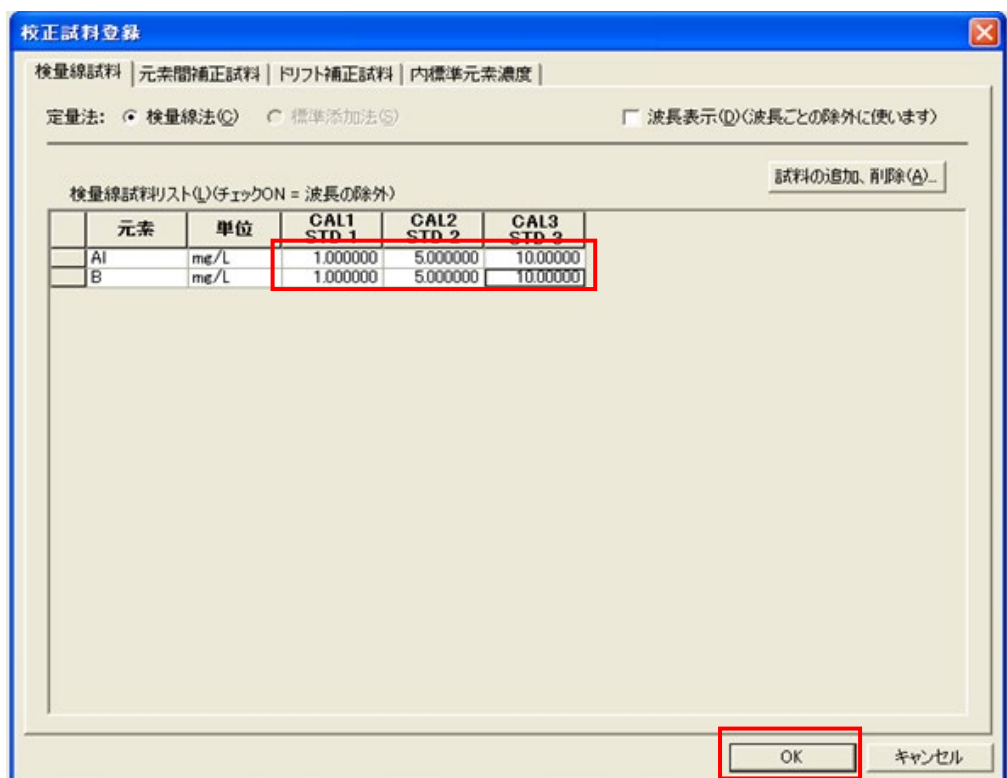 校正試料登録
検量線試料 元素間補正試料 ドリフト補正試料 内標準元素濃度
定量法: 検量線法(C) 標準添加法(S) 波長表示(D)(波長ごとの除外に使います)
試料の追加、削除(A)...
検量線試料リスト(L)(チェックON = 波長の除外)
元素 単位 CAL1 CAL2 CAL3
STD 1 STD 2 STD 3
Al mg/L 1.000000 5.000000 10.00000
B mg/L 1.000000 5.000000 10.00000
OK キャンセル